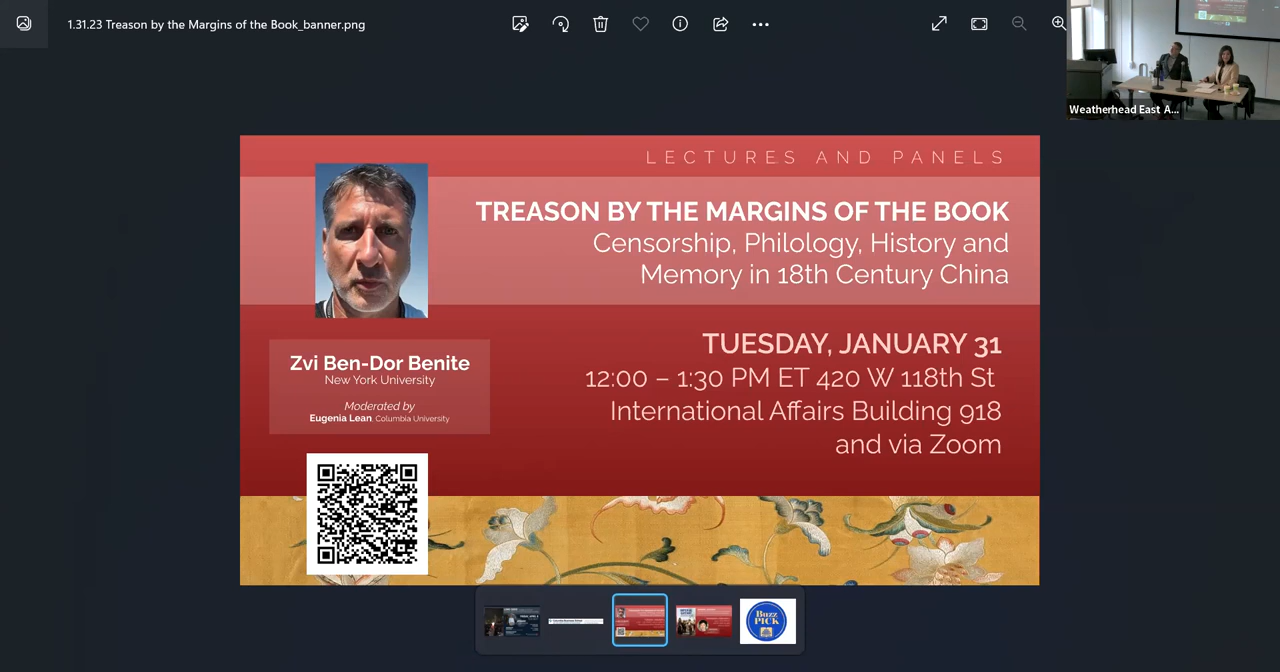 1.31.23 Treason by the Margins of the Book_banner.png
Weatherhead East A...
LECTURES AND PANELS
TREASON BY THE MARGINS OF THE BOOK
Censorship, Philology, History and
Memory in 18th Century China
Zvi Ben-Dor Benite
New York University
Moderated by
Eugenia Lean, Columbia University
TUESDAY, JANUARY 31
12:00 – 1:30 PM ET 420 W 118th St
International Affairs Building 918
and via Zoom
BUZZ
PICK